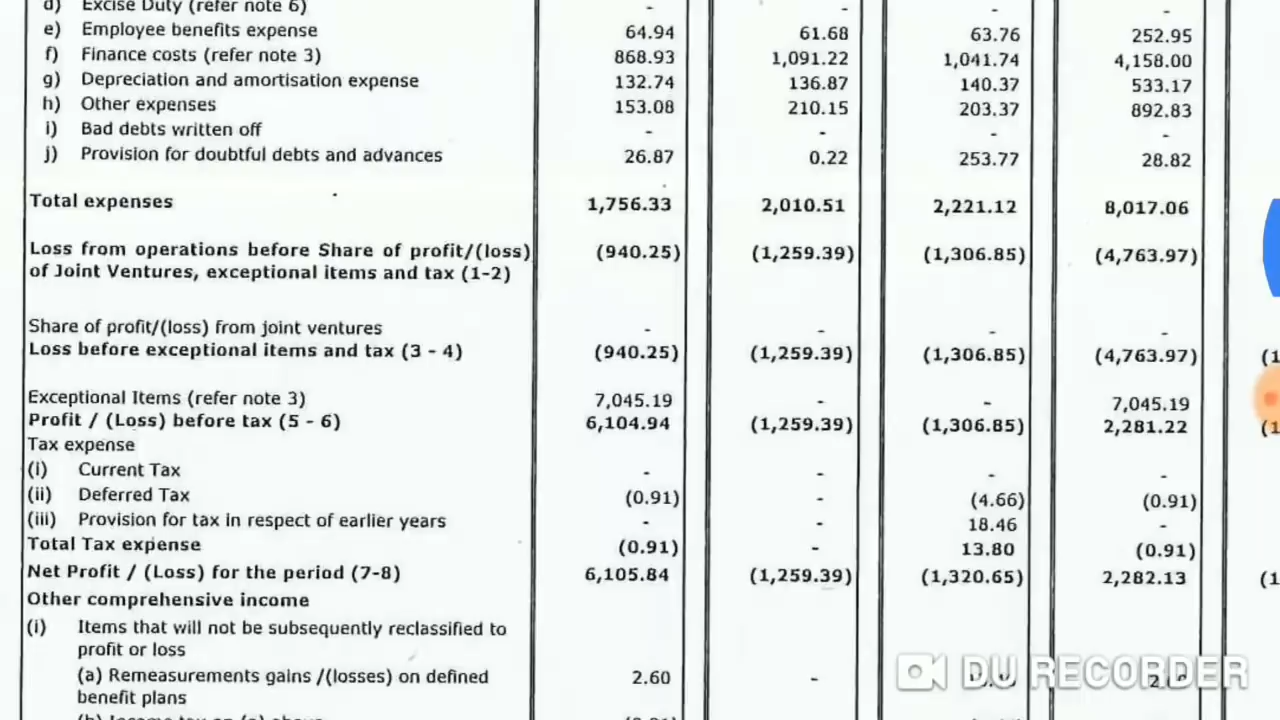 d) Excise Duty (refer note 6) - - - -
e) Employee benefits expense 64.94 61.68 63.76 252.95
f) Finance costs (refer note 3) 868.93 1,091.22 1,041.74 4,158.00
g) Depreciation and amortisation expense 132.74 136.87 140.37 533.17
h) Other expenses 153.08 210.15 203.37 892.83
i) Bad debts written off - - - -
j) Provision for doubtful debts and advances 26.87 0.22 253.77 28.82
Total expenses 1,756.33 2,010.51 2,221.12 8,017.06
Loss from operations before Share of profit/(loss) (940.25) (1,259.39) (1,306.85) (4,763.97)
of Joint Ventures, exceptional items and tax (1-2)
Share of profit/(loss) from joint ventures - - - -
Loss before exceptional items and tax (3 - 4) (940.25) (1,259.39) (1,306.85) (4,763.97) (1
Exceptional Items (refer note 3) 7,045.19 - - 7,045.19
Profit / (Loss) before tax (5 - 6) 6,104.94 (1,259.39) (1,306.85) 2,281.22 (1
Tax expense
(i) Current Tax - - - -
(ii) Deferred Tax (0.91) - (4.66) (0.91)
(iii) Provision for tax in respect of earlier years - - 18.46 -
Total Tax expense (0.91) - 13.80 (0.91)
Net Profit / (Loss) for the period (7-8) 6,105.84 (1,259.39) (1,320.65) 2,282.13 (1
Other comprehensive income
(i) Items that will not be subsequently reclassified to
profit or loss
(a) Remeasurements gains /(losses) on defined 2.60 -
benefit plans
DU RECORDER